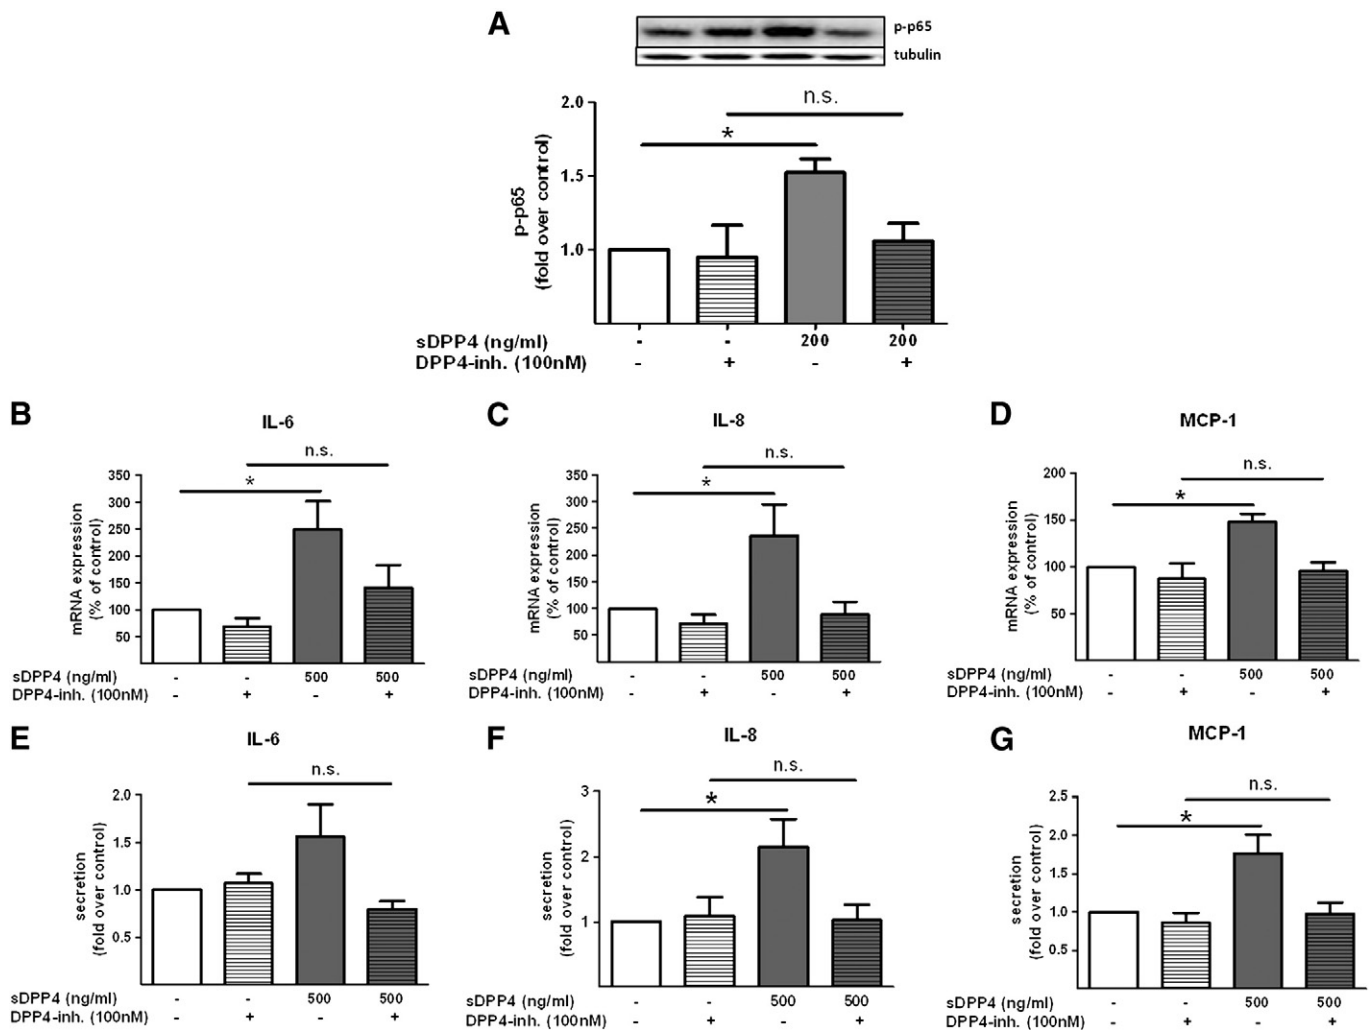 A
p-p65
tubulin
n.s.
*
2.0
1.5
1.0
p-p65
(fold over control)
sDPP4 (ng/ml) - - 200 200
DPP4-inh. (100nM) - + - +
B
IL-6
n.s.
*
350
300
250
200
150
100
50
mRNA expression
(% of control)
sDPP4 (ng/ml) - - 500 500
DPP4-inh. (100nM) - + - +
C
IL-8
n.s.
*
350
300
250
200
150
100
50
mRNA expression
(% of control)
sDPP4 (ng/ml) - - 500 500
DPP4-inh. (100nM) - + - +
D
MCP-1
n.s.
*
200
150
100
50
mRNA expression
(% of control)
sDPP4 (ng/ml) - - 500 500
DPP4-inh. (100nM) - + - +
E
IL-6
n.s.
2.0
1.5
1.0
0.5
secretion
(fold over control)
sDPP4 (ng/ml) - - 500 500
DPP4-inh. (100nM) - + - +
F
IL-8
n.s.
*
3
2
1
secretion
(fold over control)
sDPP4 (ng/ml) - - 500 500
DPP4-inh. (100nM) - + - +
G
MCP-1
n.s.
*
2.5
2.0
1.5
1.0
0.5
secretion
(fold over control)
sDPP4 (ng/ml) - - 500 500
DPP4-inh. (100nM) - + - +